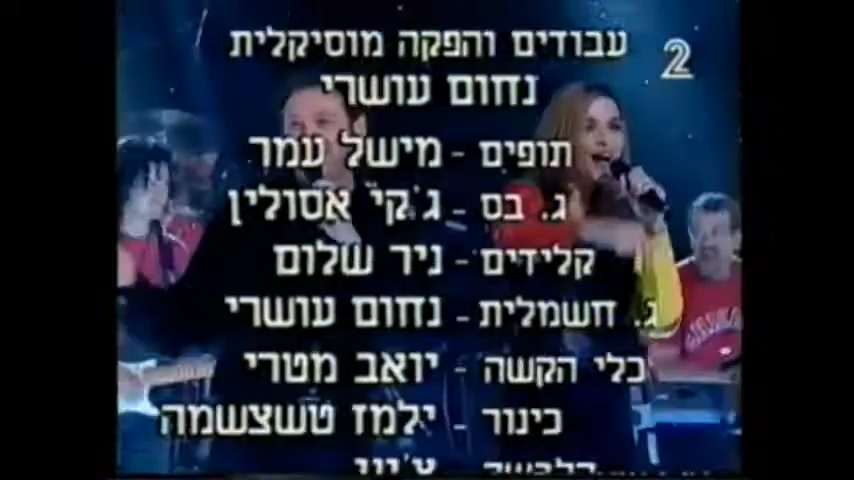 עבודים והפקה מוסיקלית
2
נחום עושרי
תופים - מישל עמר
ג. בס - ג'קי אסולין
קלידים - ניר שלום
ג. חשמלית - נחום עושרי
כלי הקשה - יואב מטרי
כינור - ילמז טשצשמה